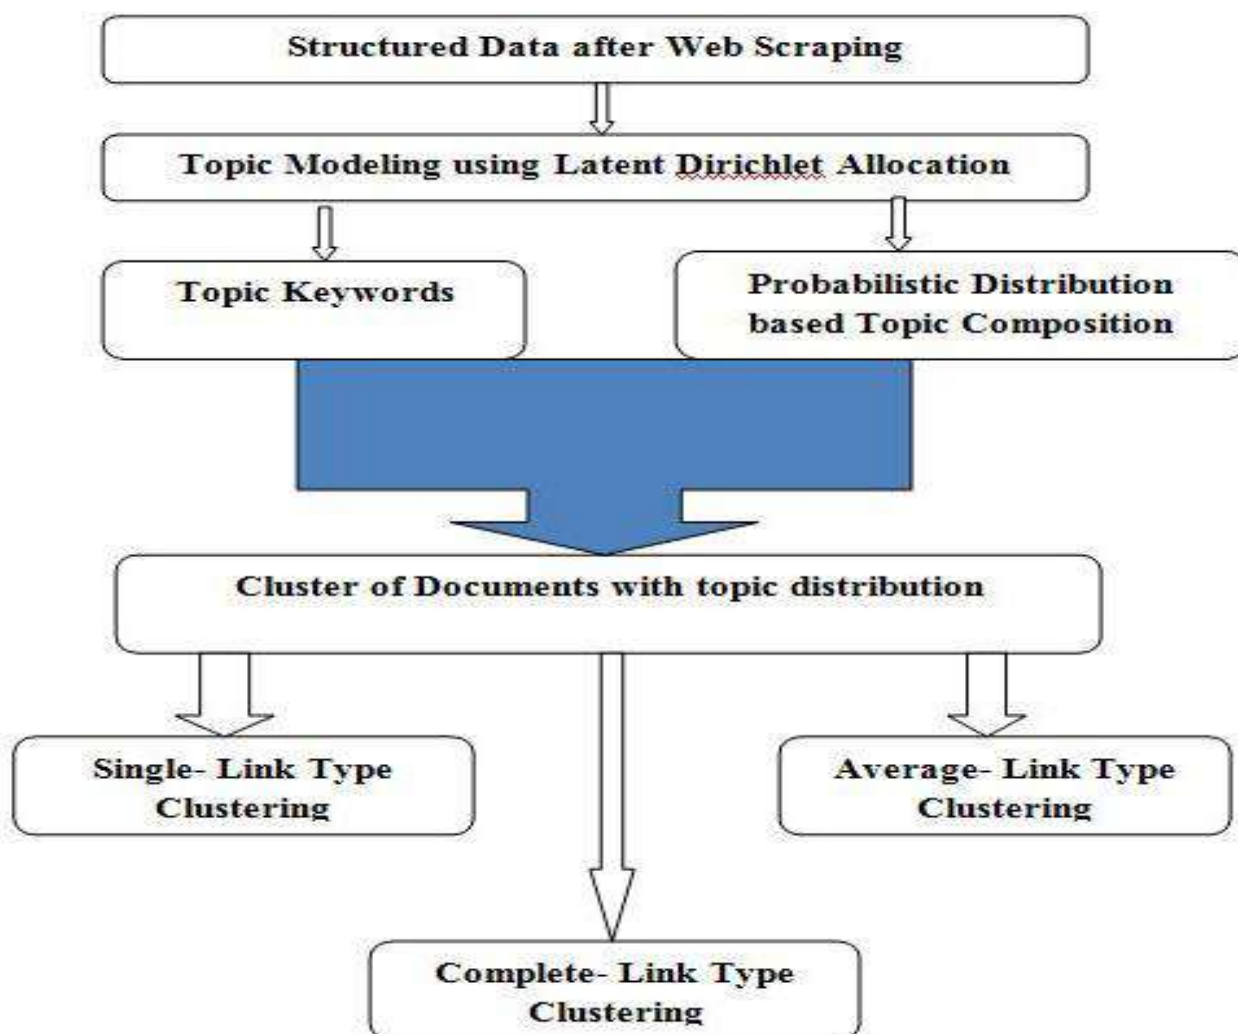 Structured Data after Web Scraping
Topic Modeling using Latent Dirichlet Allocation
Topic Keywords
Probabilistic Distribution
based Topic Composition
Cluster of Documents with topic distribution
Single- Link Type
Clustering
Average- Link Type
Clustering
Complete- Link Type
Clustering